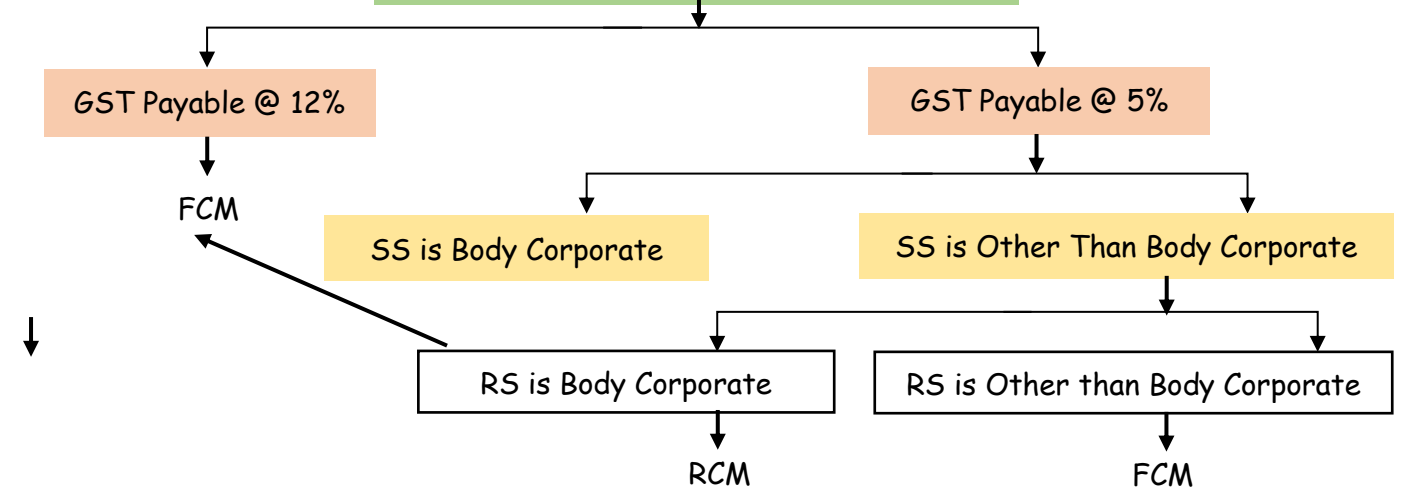 GST Payable @ 12%
GST Payable @ 5%
FCM
SS is Body Corporate
SS is Other Than Body Corporate
RS is Body Corporate
RS is Other than Body Corporate
RCM
FCM